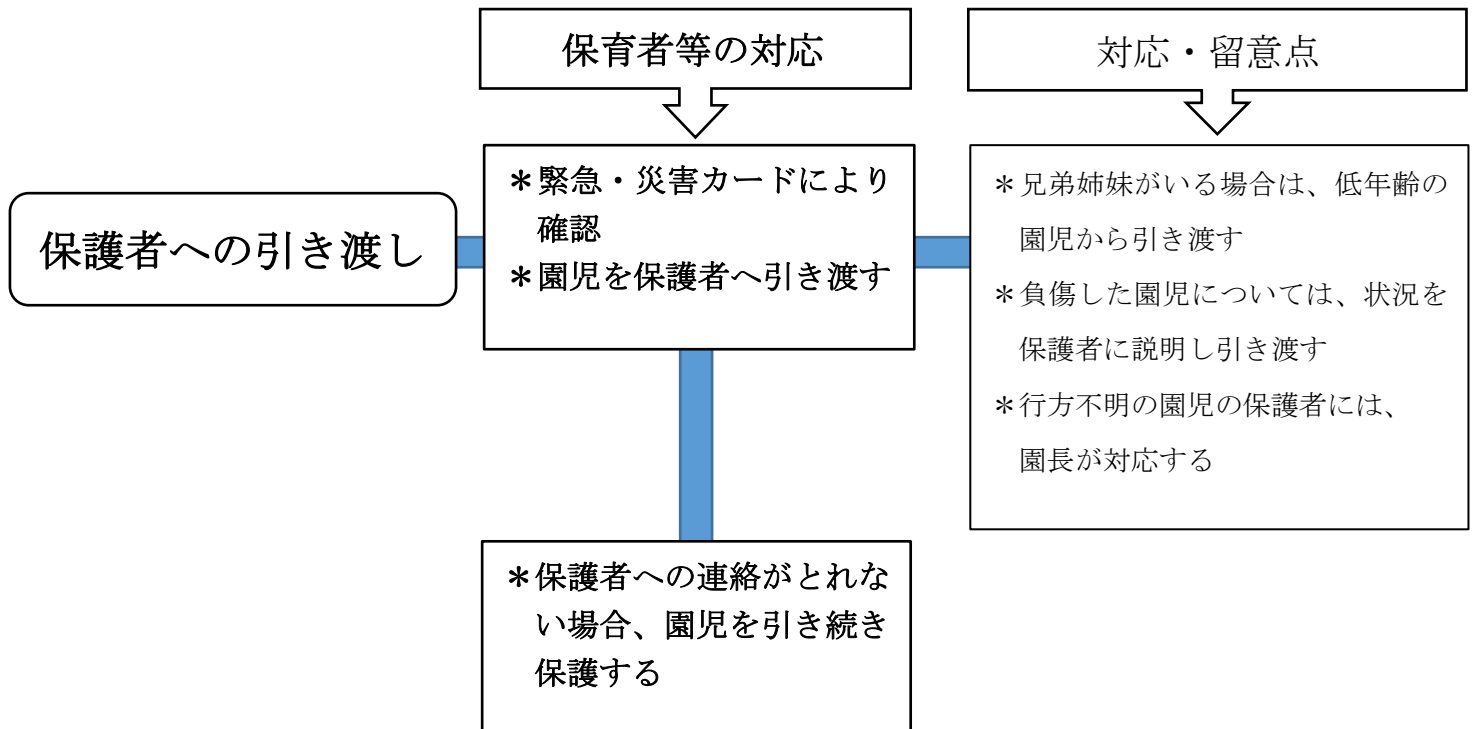 保育者等の対応
対応・留意点
保護者への引き渡し
＊緊急・災害カードにより
確認
＊園児を保護者へ引き渡す
＊兄弟姉妹がいる場合は、低年齢の
園児から引き渡す
＊負傷した園児については、状況を
保護者に説明し引き渡す
＊行方不明の園児の保護者には、
園長が対応する
＊保護者への連絡がとれな
い場合、園児を引き続き
保護する